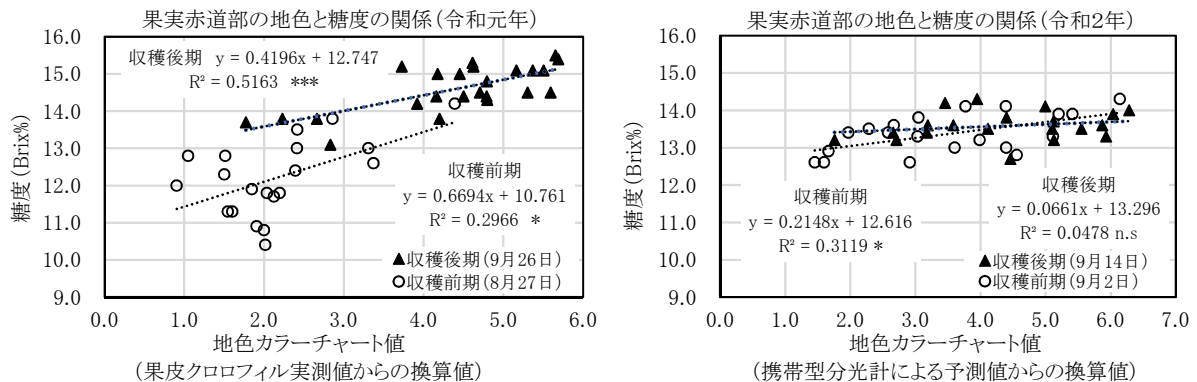 果実赤道部の地色と糖度の関係(令和元年)
16.0
15.0
14.0
13.0
12.0
11.0
10.0
9.0
糖度(Brix%)
収穫後期 y = 0.4196x + 12.747
R² = 0.5163 ***
収穫前期
y = 0.6694x + 10.761
R² = 0.2966 *
▲収穫後期(9月26日)
○収穫前期(8月27日)
0.0 1.0 2.0 3.0 4.0 5.0 6.0
地色カラーチャート値
(果皮クロロフィル実測値からの換算値)
果実赤道部の地色と糖度の関係(令和2年)
16.0
15.0
14.0
13.0
12.0
11.0
10.0
9.0
糖度(Brix%)
収穫前期
y = 0.2148x + 12.616
R² = 0.3119 *
収穫後期
y = 0.0661x + 13.296
R² = 0.0478 n.s
▲収穫後期(9月14日)
○収穫前期(9月2日)
0.0 1.0 2.0 3.0 4.0 5.0 6.0 7.0
地色カラーチャート値
(携帯型分光計による予測値からの換算値)